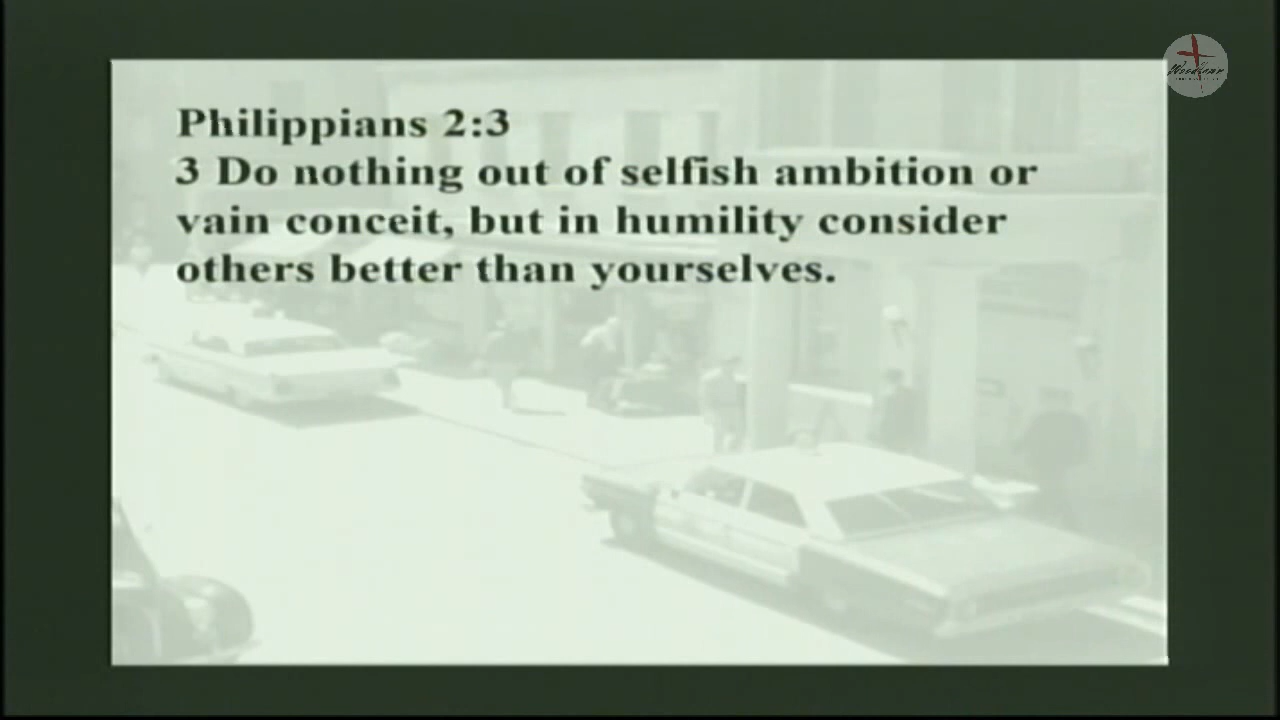 Philippians 2:3
3 Do nothing out of selfish ambition or
vain conceit, but in humility consider
others better than yourselves.